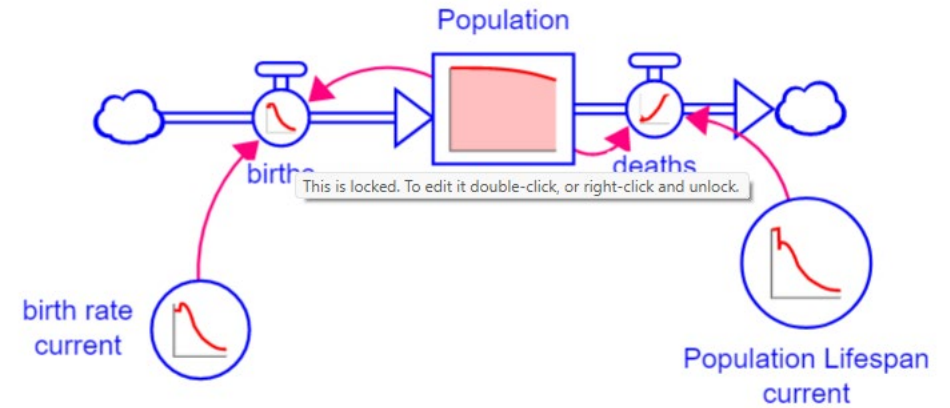 Population
births
deaths
This is locked. To edit it double-click, or right-click and unlock.
birth rate
current
Population Lifespan
current